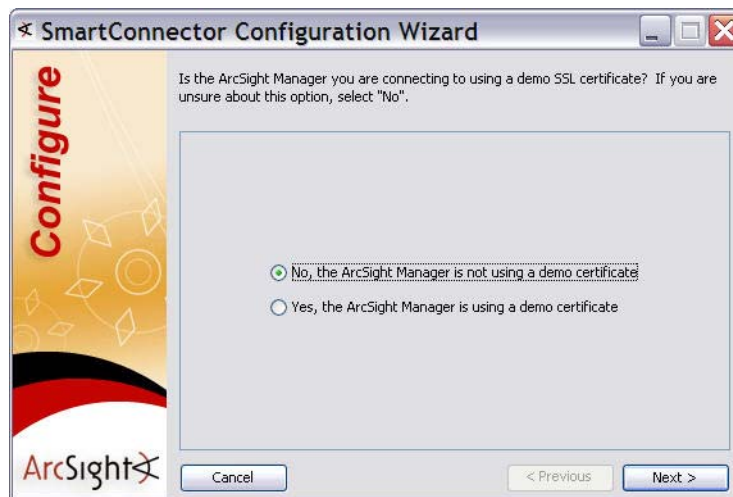 SmartConnector Configuration Wizard
Configure
Is the ArcSight Manager you are connecting to using a demo SSL certificate? If you are
unsure about this option, select "No".
No, the ArcSight Manager is not using a demo certificate
Yes, the ArcSight Manager is using a demo certificate
ArcSight
Cancel
< Previous
Next >